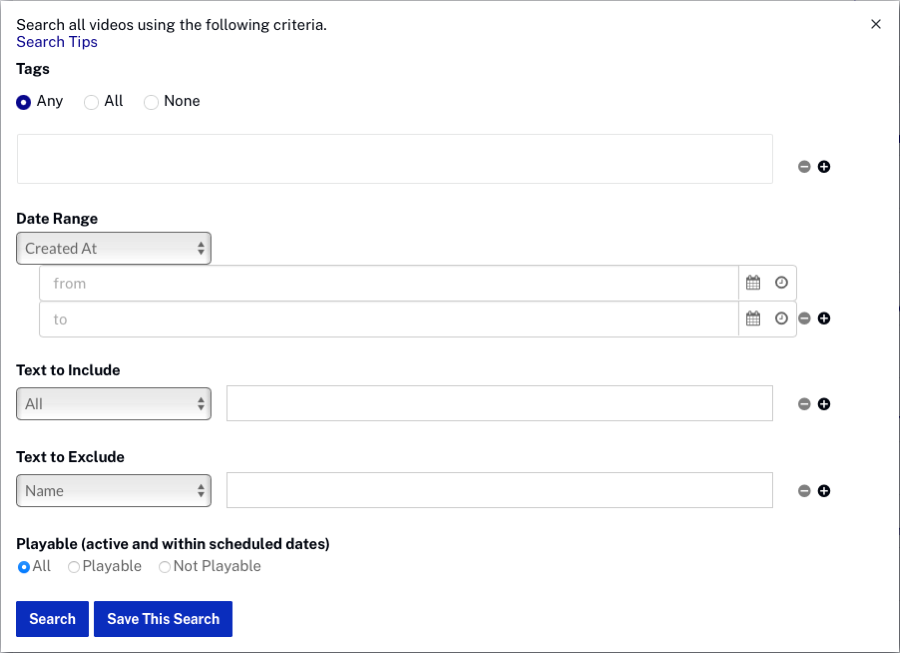 Search all videos using the following criteria.
Search Tips
Tags
Any All None
Date Range
Created At
from
to
Text to Include
All
Text to Exclude
Name
Playable (active and within scheduled dates)
All Playable Not Playable
Search Save This Search